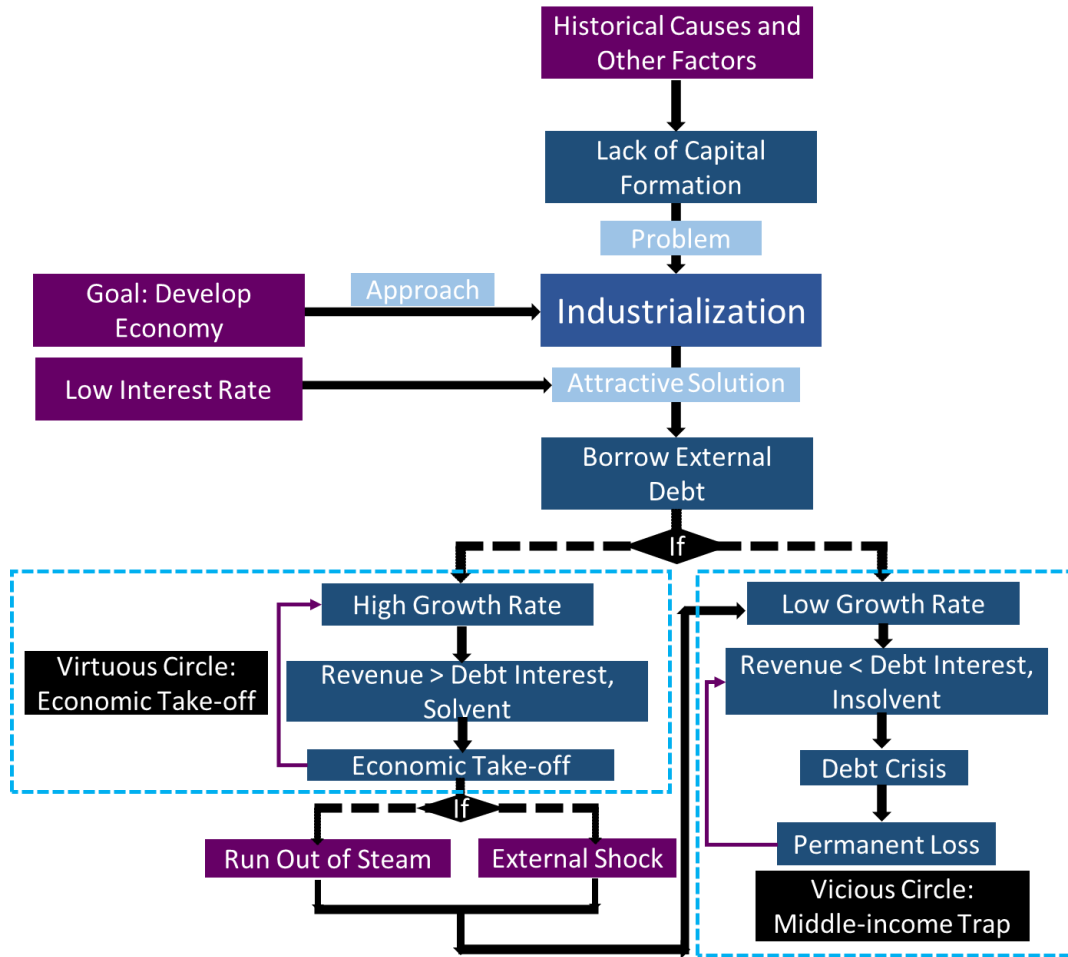 Historical Causes and
Other Factors
Lack of Capital
Formation
Problem
Goal: Develop
Economy
Approach
Industrialization
Low Interest Rate
Attractive Solution
Borrow External
Debt
If
High Growth Rate
Virtuous Circle:
Economic Take-off
Revenue > Debt Interest,
Solvent
Economic Take-off
If
Run Out of Steam
External Shock
Low Growth Rate
Revenue < Debt Interest,
Insolvent
Debt Crisis
Permanent Loss
Vicious Circle:
Middle-income Trap